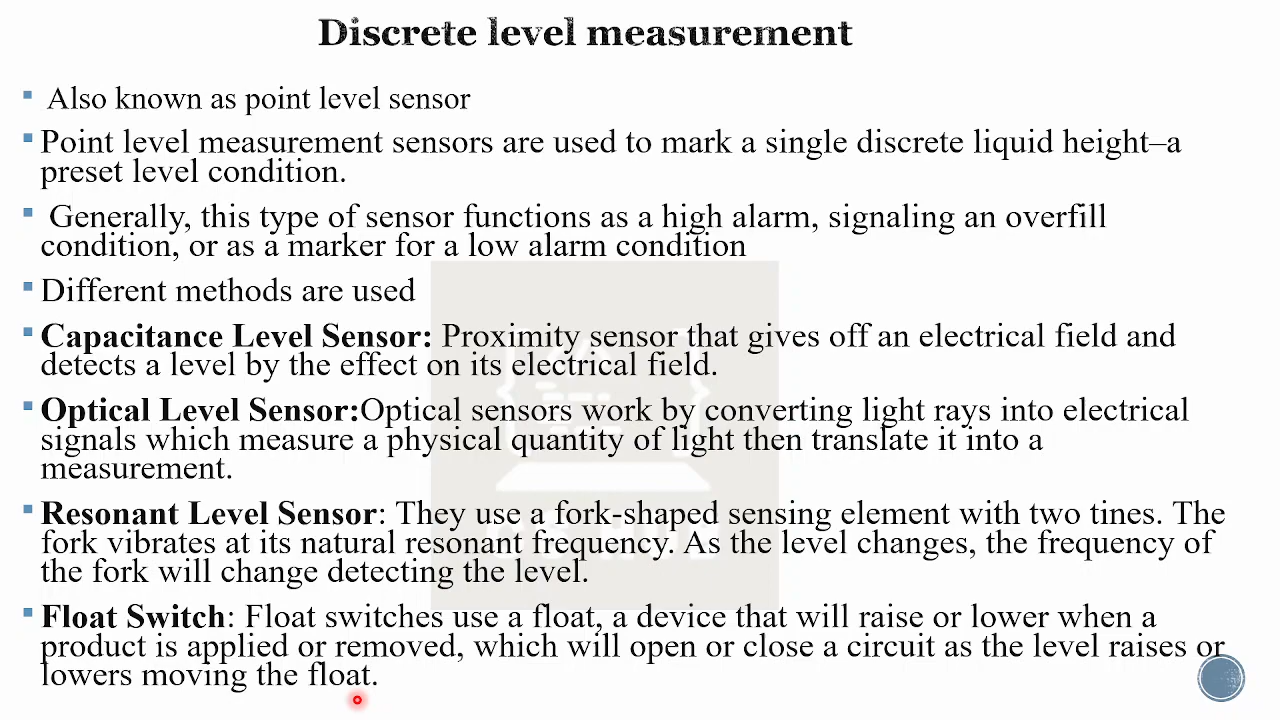 Discrete level measurement
▪ Also known as point level sensor
▪ Point level measurement sensors are used to mark a single discrete liquid height–a
preset level condition.
▪ Generally, this type of sensor functions as a high alarm, signaling an overfill
condition, or as a marker for a low alarm condition
▪ Different methods are used
▪ Capacitance Level Sensor: Proximity sensor that gives off an electrical field and
detects a level by the effect on its electrical field.
▪ Optical Level Sensor:Optical sensors work by converting light rays into electrical
signals which measure a physical quantity of light then translate it into a
measurement.
▪ Resonant Level Sensor: They use a fork-shaped sensing element with two tines. The
fork vibrates at its natural resonant frequency. As the level changes, the frequency of
the fork will change detecting the level.
▪ Float Switch: Float switches use a float, a device that will raise or lower when a
product is applied or removed, which will open or close a circuit as the level raises or
lowers moving the float.